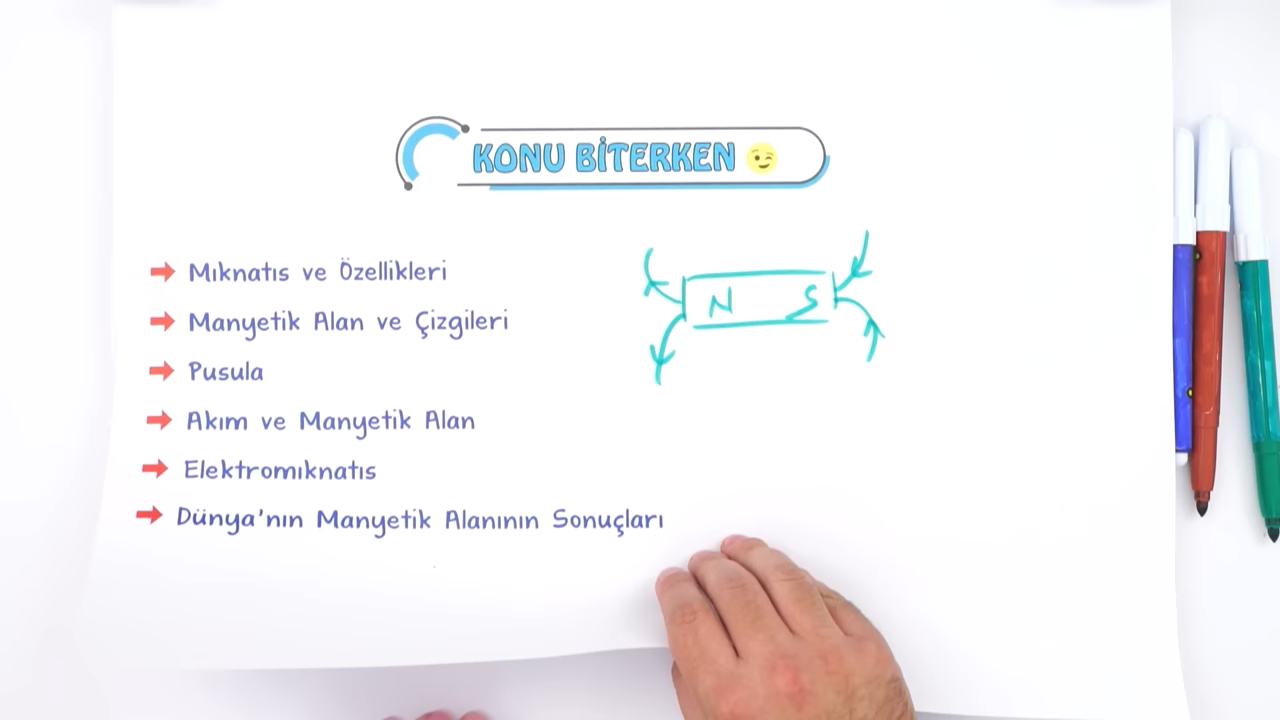 KONU BİTERKEN
Mıknatıs ve Özellikleri
Manyetik Alan ve Çizgileri
Pusula
Akım ve Manyetik Alan
Elektromıknatıs
Dünya'nın Manyetik Alanının Sonuçları
N S